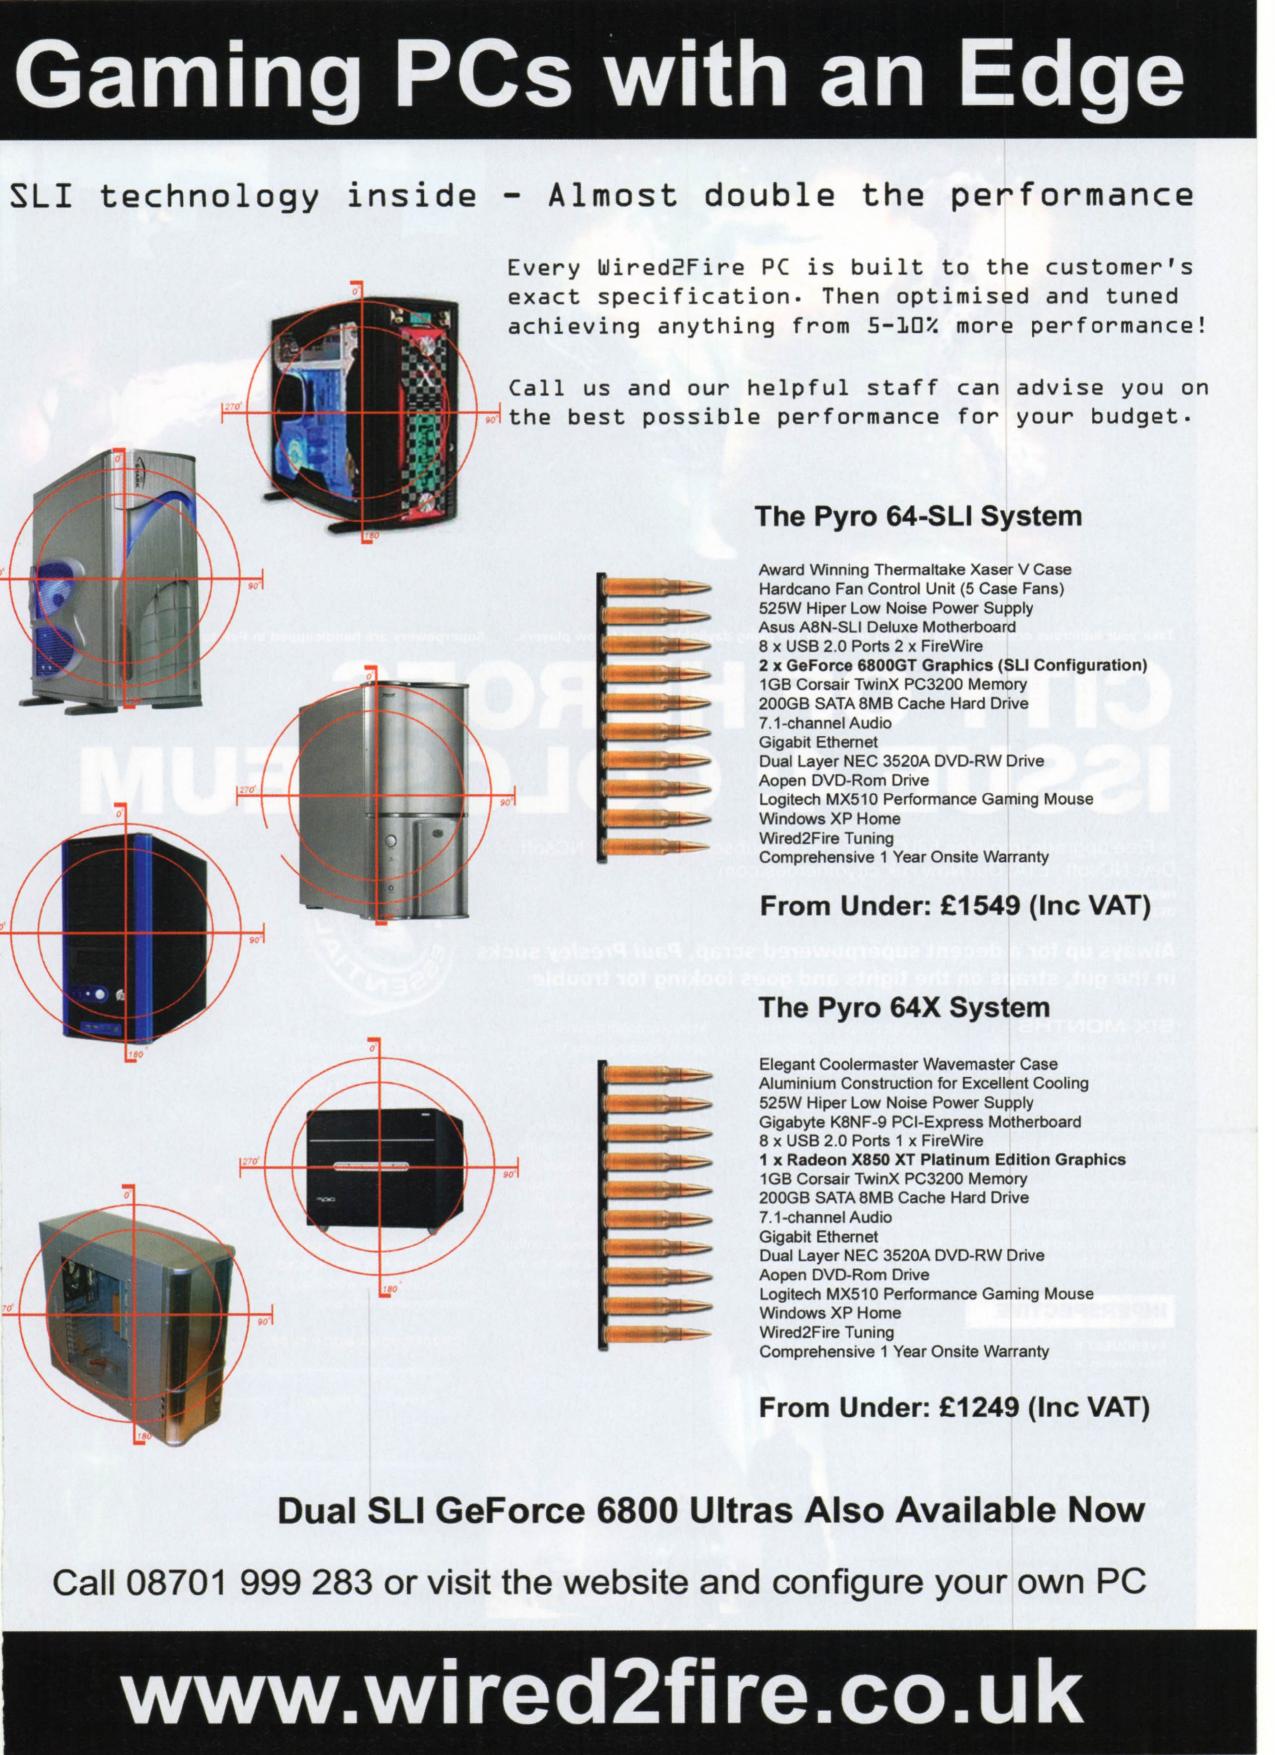 Gaming PCs with an Edge
SLI technology inside - Almost double the performance
Every Wired2Fire PC is built to the customer's
exact specification. Then optimised and tuned
achieving anything from 5-10% more performance!
Call us and our helpful staff can advise you on
the best possible performance for your budget.
The Pyro 64-SLI System
Award Winning Thermaltake Xaser V Case
Hardcano Fan Control Unit (5 Case Fans)
525W Hiper Low Noise Power Supply
Asus A8N-SLI Deluxe Motherboard
8 x USB 2.0 Ports 2 x FireWire
2 x GeForce 6800GT Graphics (SLI Configuration)
1GB Corsair TwinX PC3200 Memory
200GB SATA 8MB Cache Hard Drive
7.1-channel Audio
Gigabit Ethernet
Dual Layer NEC 3520A DVD-RW Drive
Aopen DVD-Rom Drive
Logitech MX510 Performance Gaming Mouse
Windows XP Home
Wired2Fire Tuning
Comprehensive 1 Year Onsite Warranty
From Under: £1549 (Inc VAT)
The Pyro 64X System
Elegant Coolermaster Wavemaster Case
Aluminium Construction for Excellent Cooling
525W Hiper Low Noise Power Supply
Gigabyte K8NF-9 PCI-Express Motherboard
8 x USB 2.0 Ports 1 x FireWire
1 x Radeon X850 XT Platinum Edition Graphics
1GB Corsair TwinX PC3200 Memory
200GB SATA 8MB Cache Hard Drive
7.1-channel Audio
Gigabit Ethernet
Dual Layer NEC 3520A DVD-RW Drive
Aopen DVD-Rom Drive
Logitech MX510 Performance Gaming Mouse
Windows XP Home
Wired2Fire Tuning
Comprehensive 1 Year Onsite Warranty
From Under: £1249 (Inc VAT)
Dual SLI GeForce 6800 Ultras Also Available Now
Call 08701 999 283 or visit the website and configure your own PC
www.wired2fire.co.uk